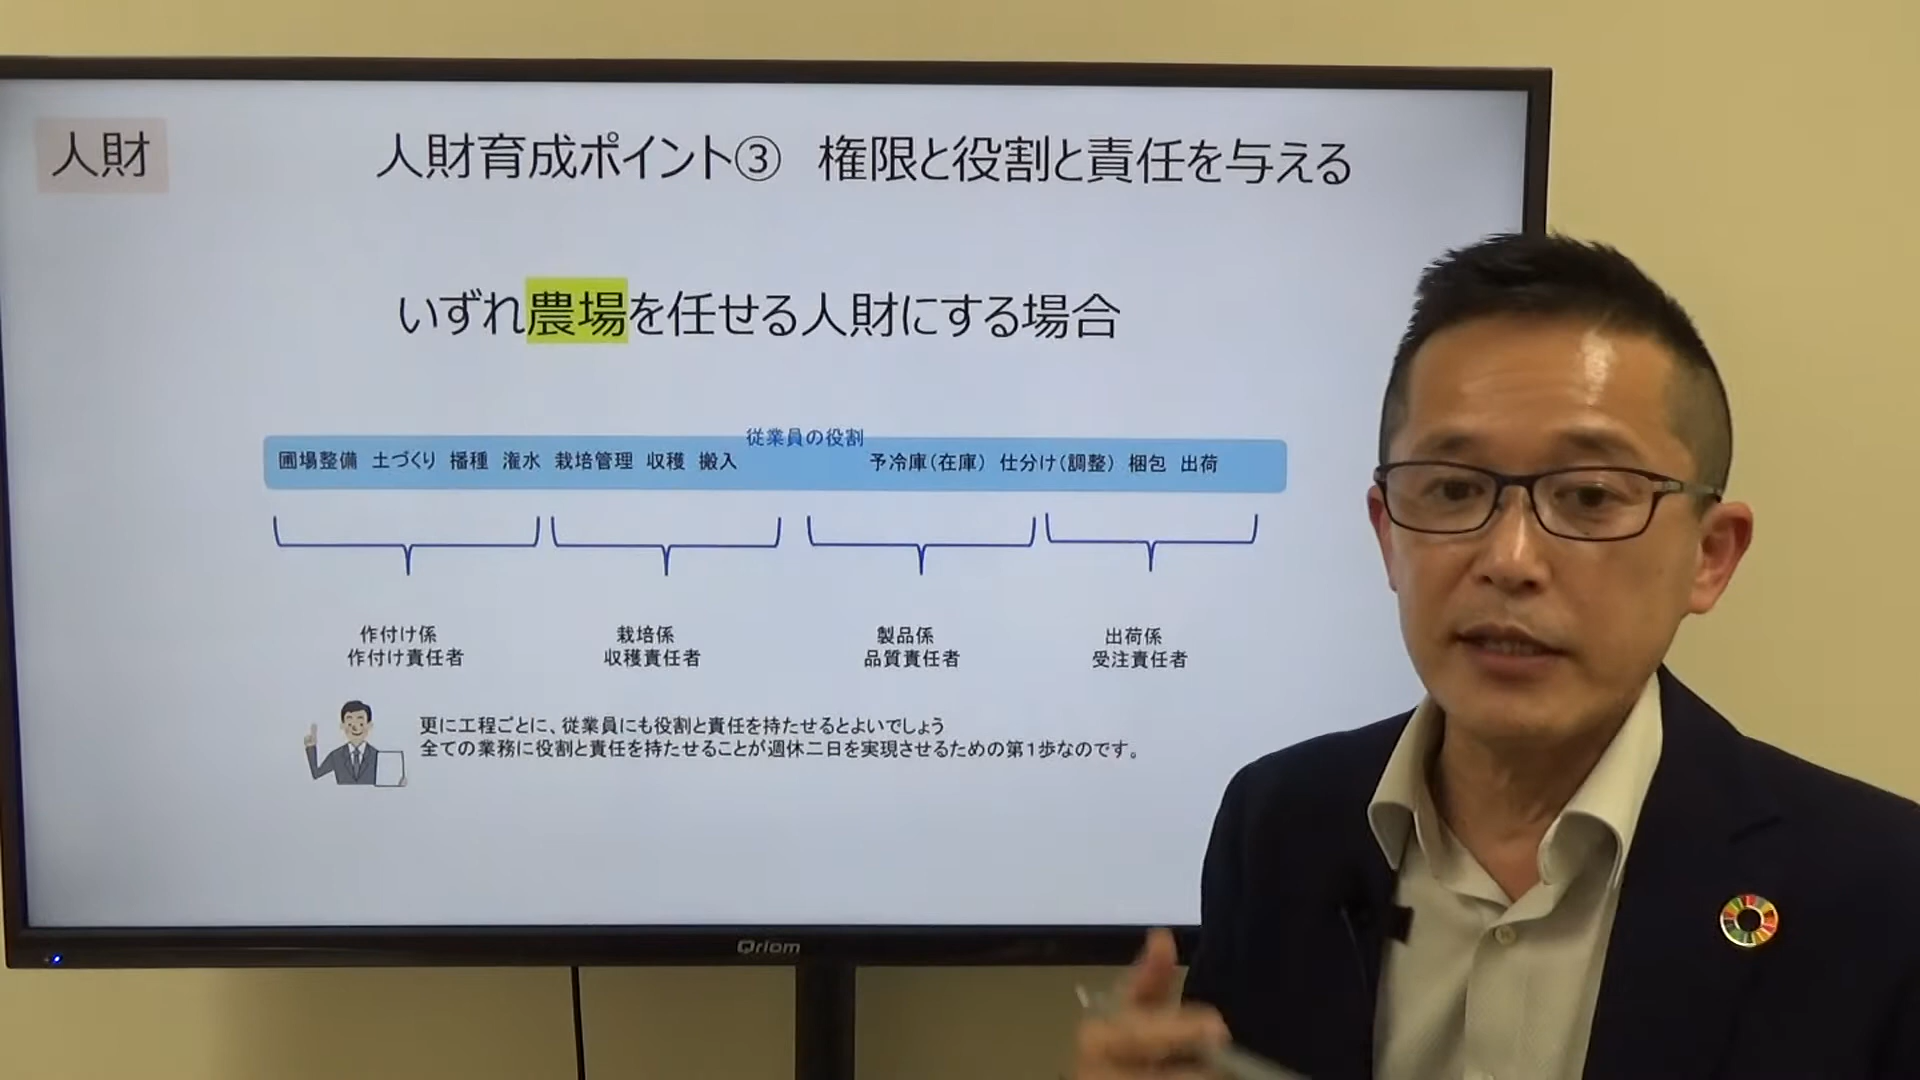 人財
人財育成ポイント③ 権限と役割と責任を与える
いずれ農場を任せる人財にする場合
従業員の役割
圃場整備 土づくり 播種 潅水 栽培管理 収穫 搬入 予冷庫(在庫) 仕分け(調整) 梱包 出荷
作付け係
作付け責任者
栽培係
収穫責任者
製品係
品質責任者
出荷係
受注責任者
更に工程ごとに、従業員にも役割と責任を持たせるとよいでしょう
全ての業務に役割と責任を持たせることが週休二日を実現させるための第1歩なのです。
Qriom